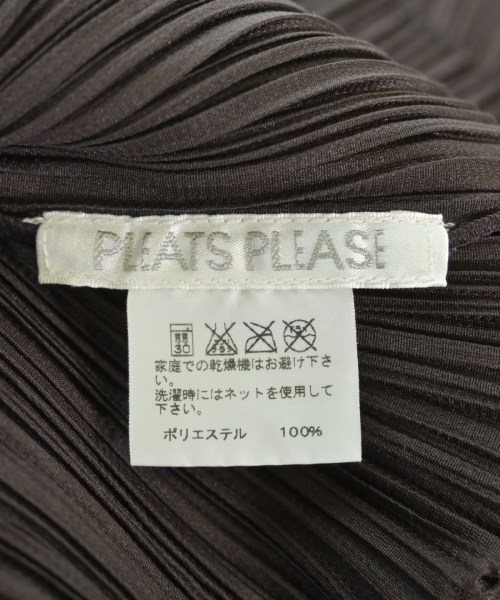 PLEATS PLEASE
弱
30
家庭での乾燥機はお避け下さ
い。
洗濯時にはネットを使用して
下さい。
ポリエステル 100%